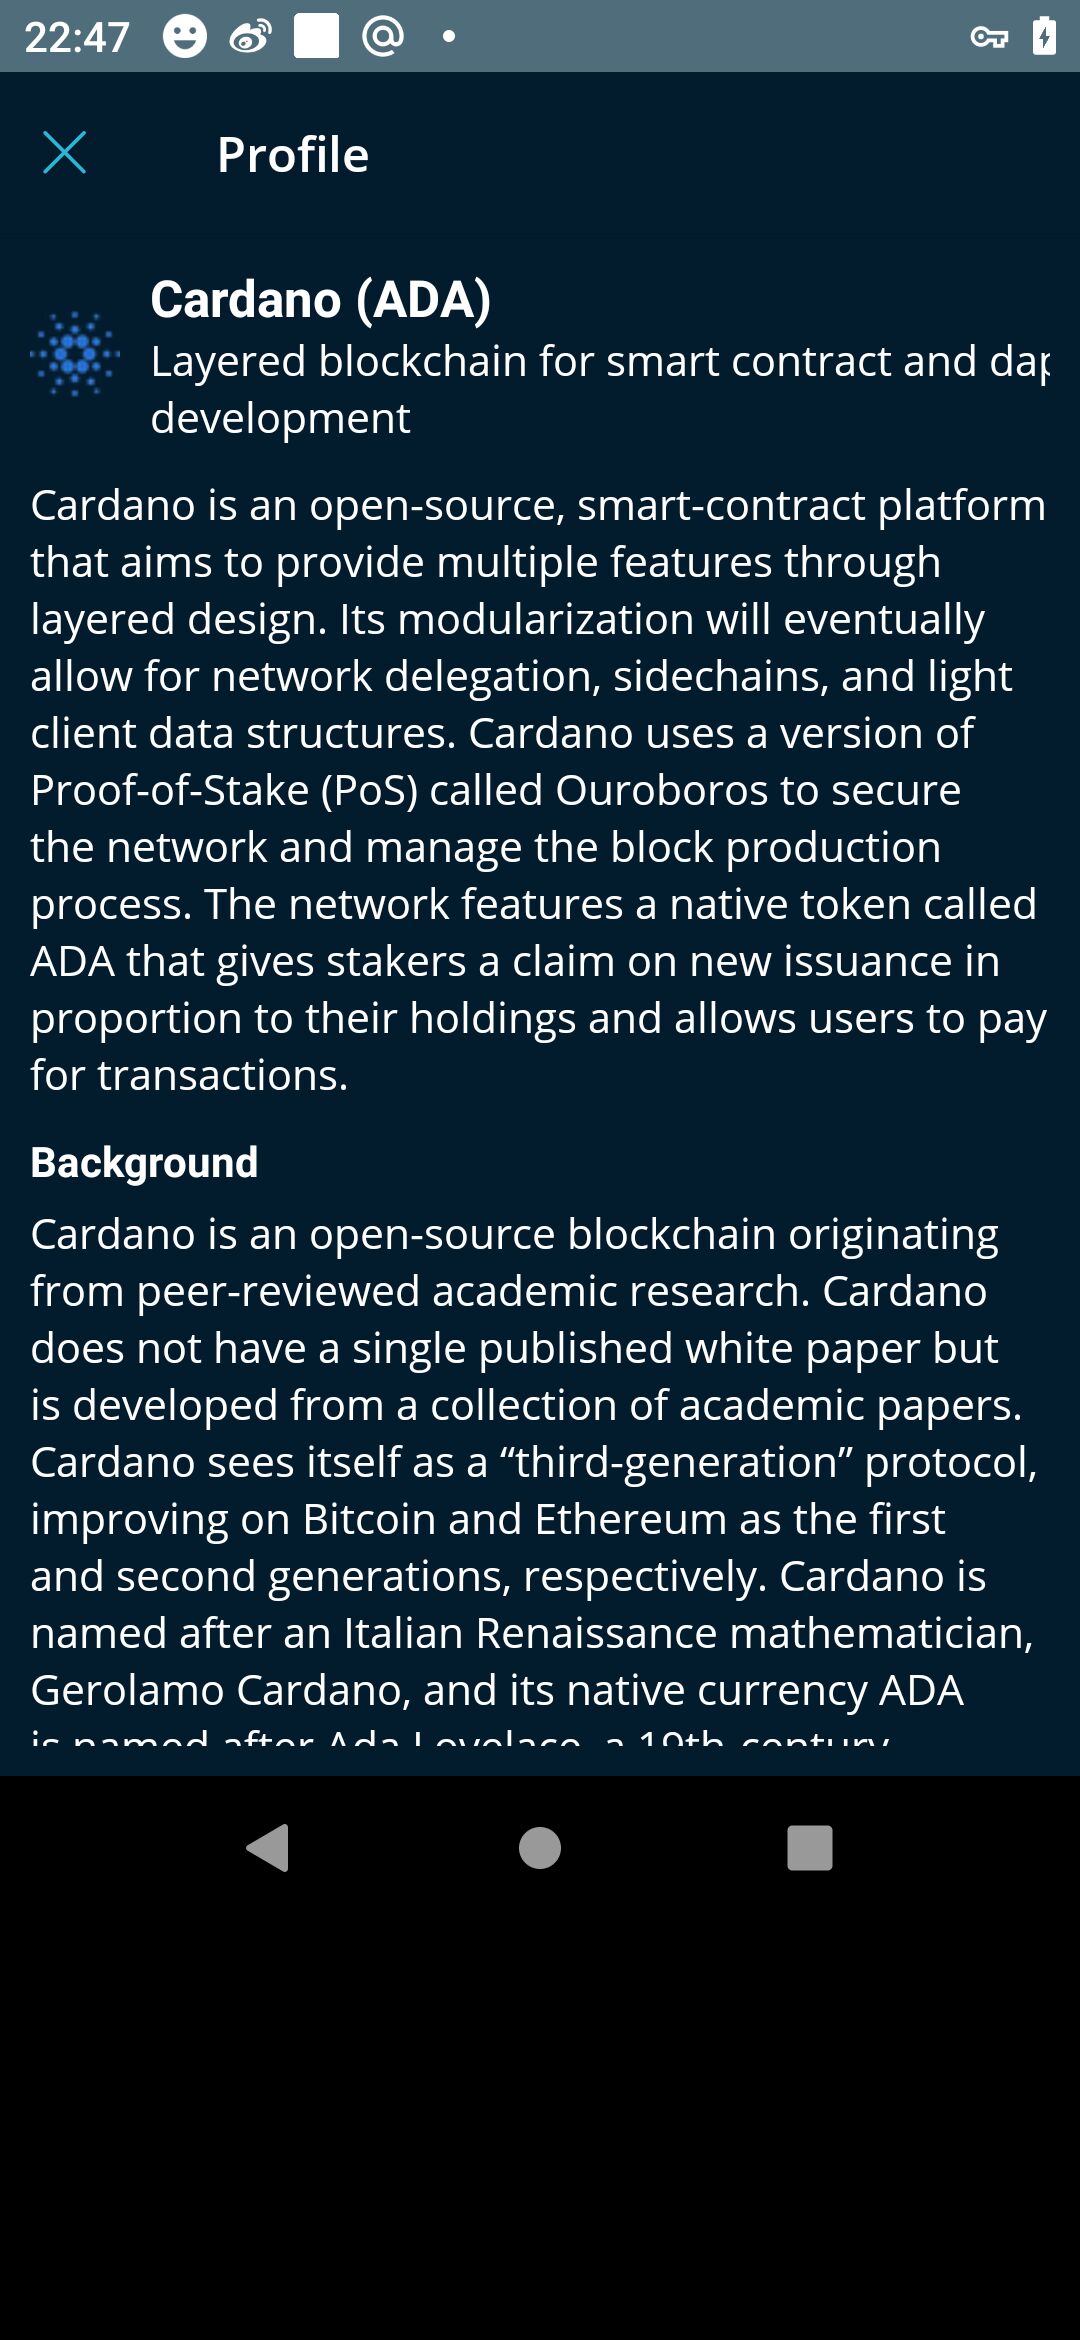 22:47
Profile
Cardano (ADA)
Layered blockchain for smart contract and dap
development
Cardano is an open-source, smart-contract platform
that aims to provide multiple features through
layered design. Its modularization will eventually
allow for network delegation, sidechains, and light
client data structures. Cardano uses a version of
Proof-of-Stake (PoS) called Ouroboros to secure
the network and manage the block production
process. The network features a native token called
ADA that gives stakers a claim on new issuance in
proportion to their holdings and allows users to pay
for transactions.
Background
Cardano is an open-source blockchain originating
from peer-reviewed academic research. Cardano
does not have a single published white paper but
is developed from a collection of academic papers.
Cardano sees itself as a “third-generation” protocol,
improving on Bitcoin and Ethereum as the first
and second generations, respectively. Cardano is
named after an Italian Renaissance mathematician,
Gerolamo Cardano, and its native currency ADA
is named after Ada Lovelace, a 19th-century